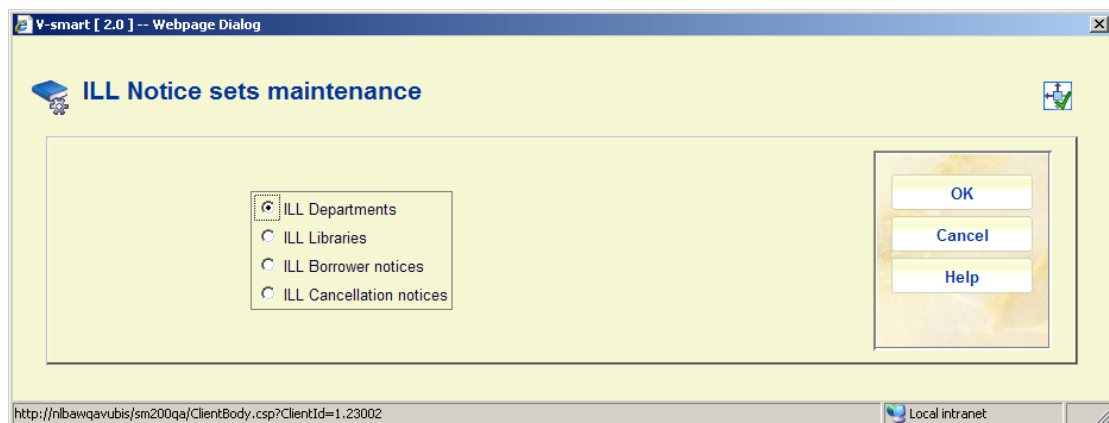 V-smart [ 2.0 ] -- Webpage Dialog
ILL Notice sets maintenance
ILL Departments
ILL Libraries
ILL Borrower notices
ILL Cancellation notices
OK
Cancel
Help
http://nlbawqavubis/sm200qa/ClientBody.csp?ClientId=1.23002
Local intranet